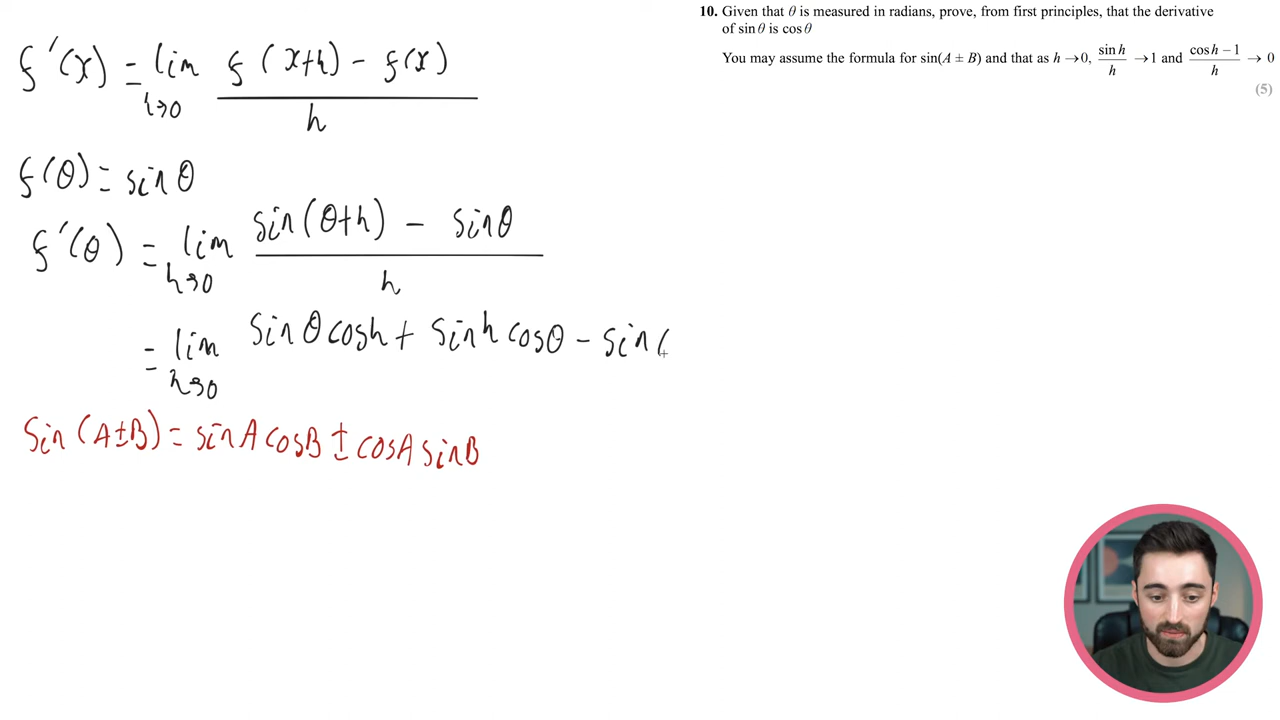 10. Given that θ is measured in radians, prove, from first principles, that the derivative
of sin θ is cos θ
You may assume the formula for sin(A ± B) and that as h → 0, sin h / h → 1 and cos h − 1 / h → 0
(5)
f'(x) = lim h→0 f(x+h) − f(x) / h
f(θ) = sin θ
f'(θ) = lim h→0 sin(θ+h) − sin θ / h
= lim h→0 sin θ cos h + sin h cos θ − sin
Sin(A±B) = sin A cos B ± cos A sin B